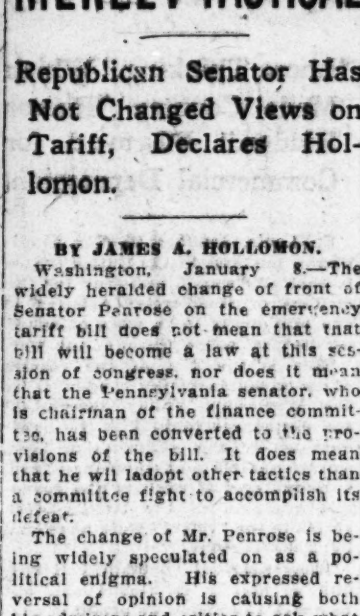 MERELY TACTICAL
Republican Senator Has
Not Changed Views on
Tariff, Declares Hol-
lomon.
BY JAMES A. HOLLOMON.
Washington, January 8.—The
widely heralded change of front of
Senator Penrose on the emergency
tariff bill does not mean that that
bill will become a law at this ses-
sion of congress, nor does it mean
that the Pennsylvania senator, who
is chairman of the finance commit-
tee, has been converted to the pro-
visions of the bill. It does mean
that he wil ladopt other tactics than
a committee fight to accomplish its
defeat.
The change of Mr. Penrose is be-
ing widely speculated on as a po-
litical enigma. His expressed re-
versal of opinion is causing both